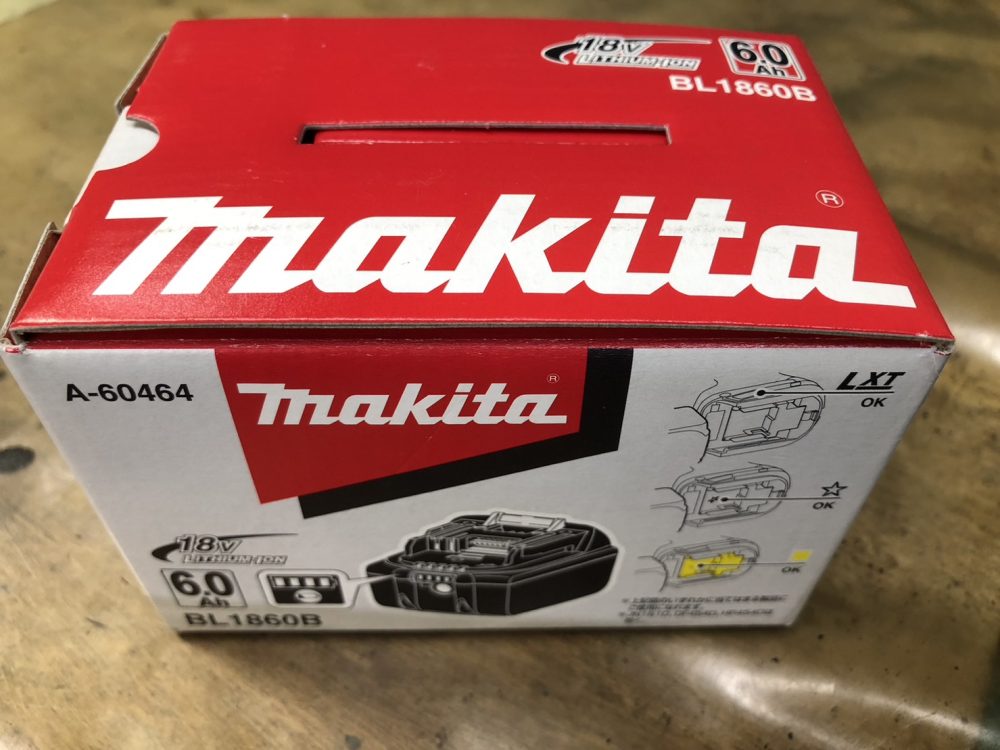 18V
LITHIUM-ION
6.0
Ah
BL1860B
makita®
A-60464
makita®
LXT
OK
☆
OK
OK
18V
LITHIUM-ION
6.0
Ah
BL1860B